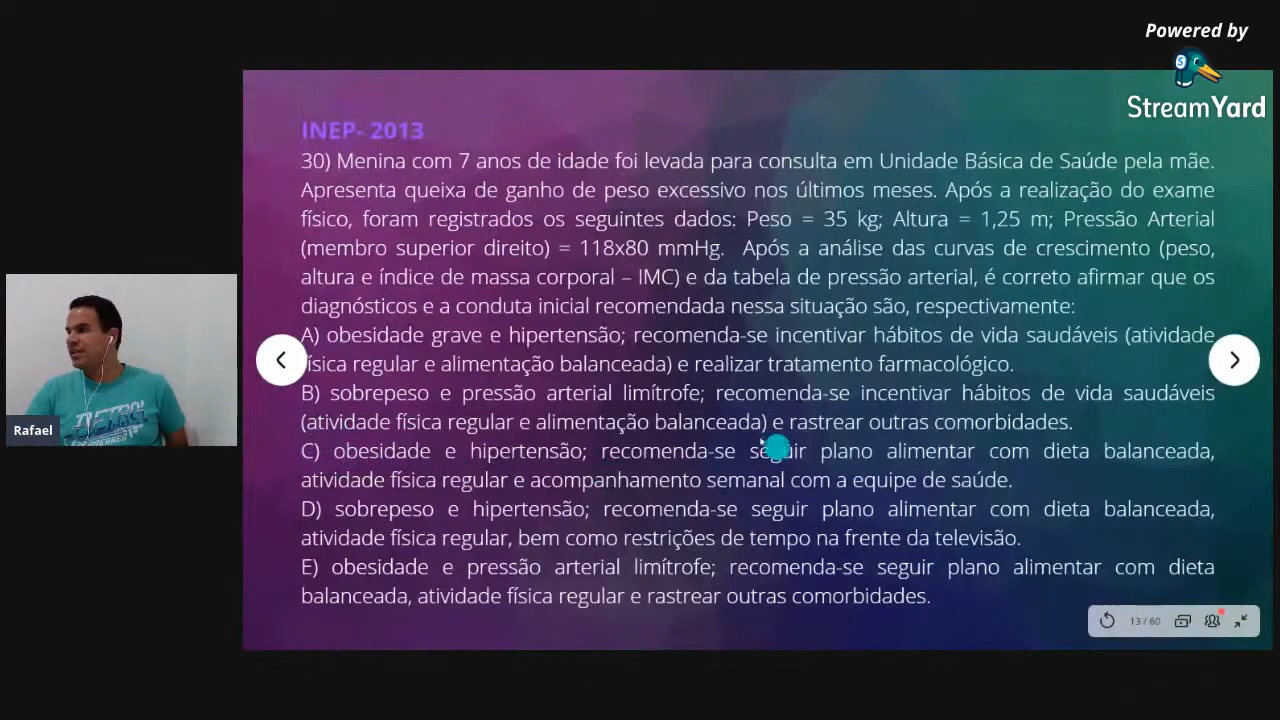 Powered by
StreamYard
INEP- 2013
30) Menina com 7 anos de idade foi levada para consulta em Unidade Básica de Saúde pela mãe.
Apresenta queixa de ganho de peso excessivo nos últimos meses. Após a realização do exame
físico, foram registrados os seguintes dados: Peso = 35 kg; Altura = 1,25 m; Pressão Arterial
(membro superior direito) = 118x80 mmHg. Após a análise das curvas de crescimento (peso,
altura e índice de massa corporal – IMC) e da tabela de pressão arterial, é correto afirmar que os
diagnósticos e a conduta inicial recomendada nessa situação são, respectivamente:
A) obesidade grave e hipertensão; recomenda-se incentivar hábitos de vida saudáveis (atividade
física regular e alimentação balanceada) e realizar tratamento farmacológico.
B) sobrepeso e pressão arterial limítrofe; recomenda-se incentivar hábitos de vida saudáveis
(atividade física regular e alimentação balanceada) e rastrear outras comorbidades.
C) obesidade e hipertensão; recomenda-se seguir plano alimentar com dieta balanceada,
atividade física regular e acompanhamento semanal com a equipe de saúde.
D) sobrepeso e hipertensão; recomenda-se seguir plano alimentar com dieta balanceada,
atividade física regular, bem como restrições de tempo na frente da televisão.
E) obesidade e pressão arterial limítrofe; recomenda-se seguir plano alimentar com dieta
balanceada, atividade física regular e rastrear outras comorbidades.
13 / 60
Rafael